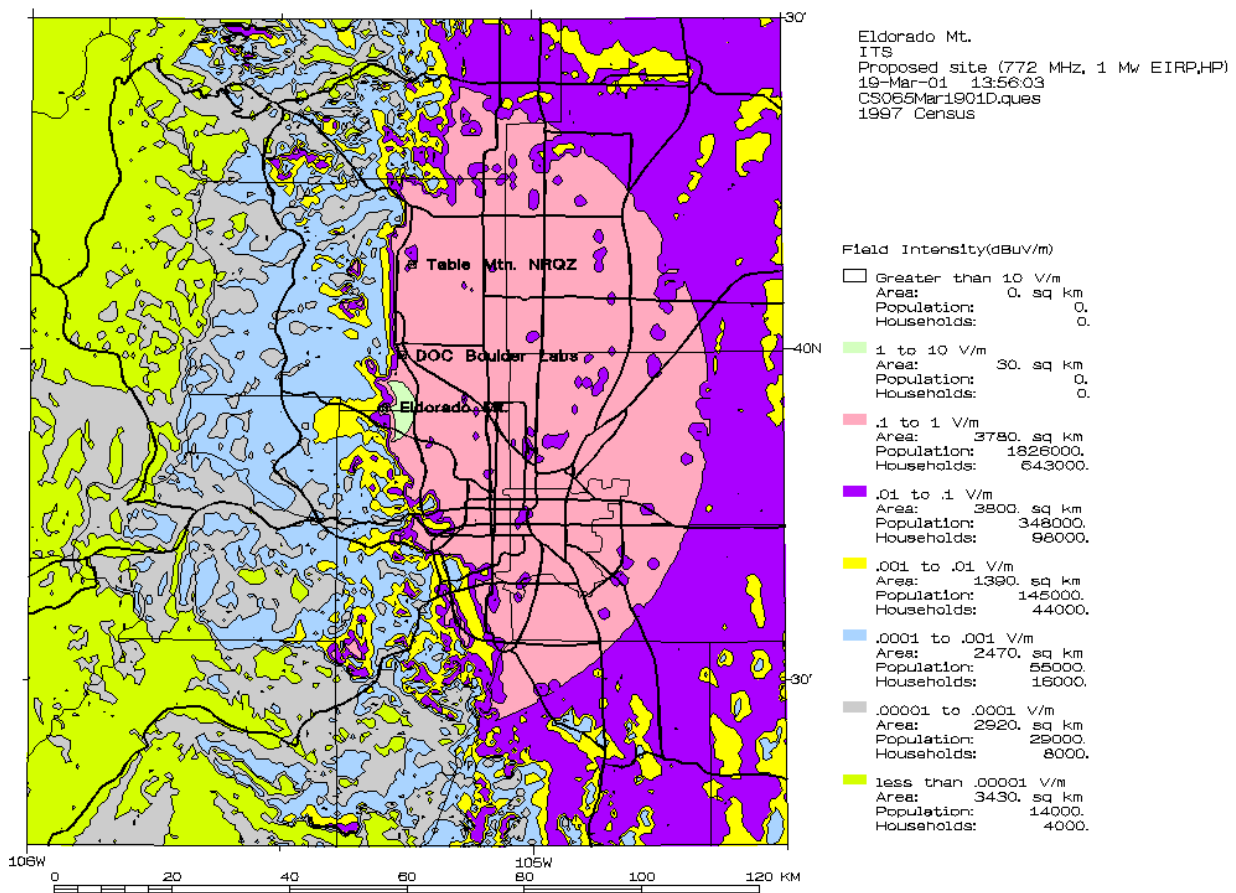 30'
Eldorado Mt.
ITS
Proposed site (772 MHz, 1 Mw EIRP,HP)
19-Mar-01 13:56:03
CS065Mar1901D.ques
1997 Census
Table Mtn. NRQZ
40N
DOC Boulder Labs
Eldorado Mt.
30'
106W
105W
0 20 40 60 80 100 120 KM
Field Intensity(dBuV/m)
Greater than 10 V/m
Area: 0. sq km
Population: 0.
Households: 0.
1 to 10 V/m
Area: 30. sq km
Population: 0.
Households: 0.
.1 to 1 V/m
Area: 3780. sq km
Population: 1826000.
Households: 543000.
.01 to .1 V/m
Area: 3800. sq km
Population: 348000.
Households: 98000.
.001 to .01 V/m
Area: 1390. sq km
Population: 145000.
Households: 44000.
.0001 to .001 V/m
Area: 2470. sq km
Population: 55000.
Households: 16000.
.00001 to .0001 V/m
Area: 2920. sq km
Population: 29000.
Households: 8000.
less than .00001 V/m
Area: 3430. sq km
Population: 14000.
Households: 4000.